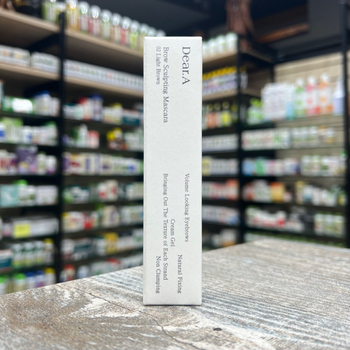 Dear.A
Brow Sculpting Mascara
02 Light Brown
Volume Looking Eyebrows
Natural Fixing
Cream Gel
Bringing Out The Texture of Each Strand
Non Clumping